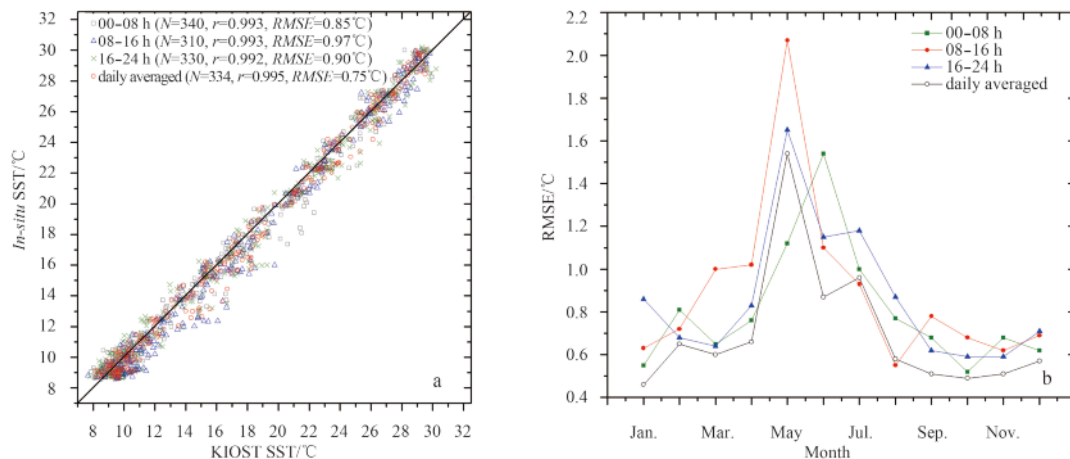 32
30
28
26
24
22
20
18
16
14
12
10
8
In-situ SST/℃
00-08 h (N=340, r=0.993, RMSE=0.85℃)
08-16 h (N=310, r=0.993, RMSE=0.97℃)
16-24 h (N=330, r=0.992, RMSE=0.90℃)
daily averaged (N=334, r=0.995, RMSE=0.75℃)
a
8 10 12 14 16 18 20 22 24 26 28 30 32
KIOST SST/℃
2.2
2.0
1.8
1.6
1.4
1.2
1.0
0.8
0.6
0.4
RMSE/℃
00-08 h
08-16 h
16-24 h
daily averaged
b
Jan. Mar. May Jul. Sep. Nov.
Month